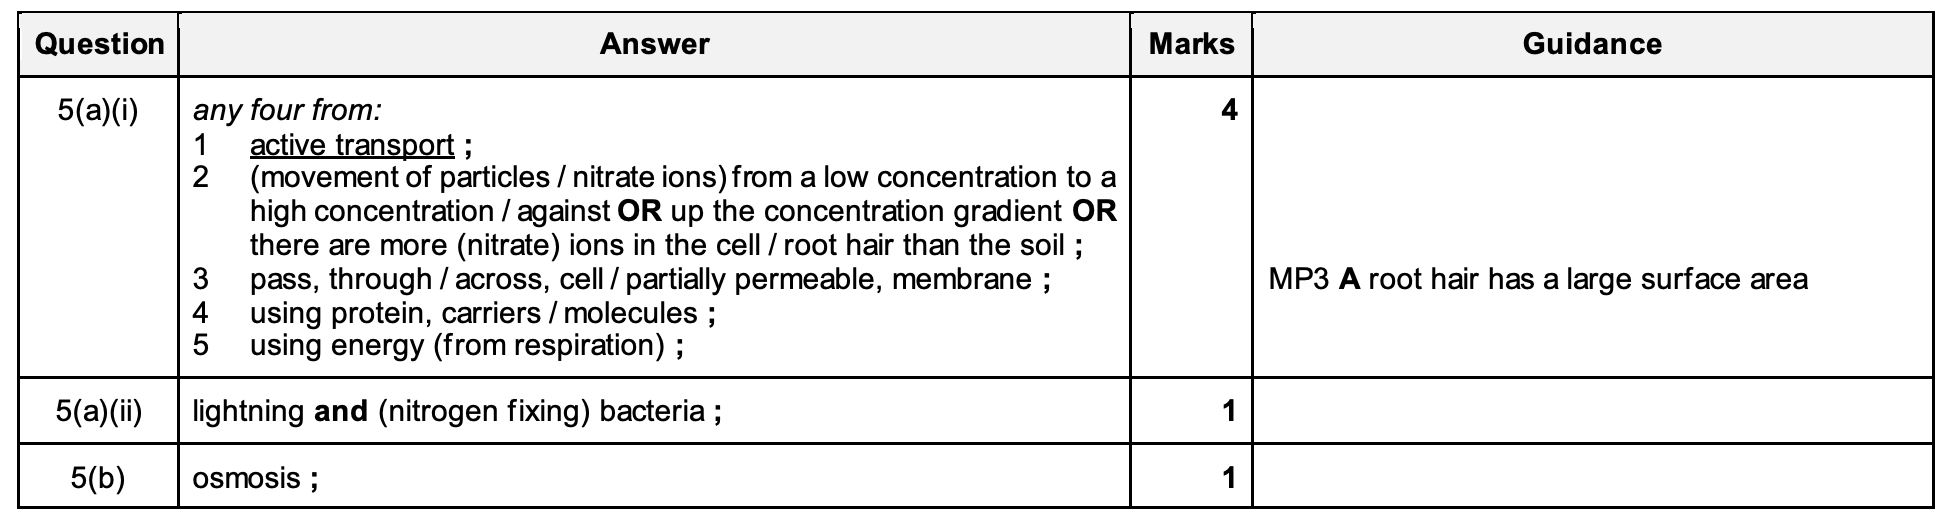 Question Answer Marks Guidance
5(a)(i) any four from: 4
1 active transport ;
2 (movement of particles / nitrate ions) from a low concentration to a
high concentration / against OR up the concentration gradient OR
there are more (nitrate) ions in the cell / root hair than the soil ;
3 pass, through / across, cell / partially permeable, membrane ; MP3 A root hair has a large surface area
4 using protein, carriers / molecules ;
5 using energy (from respiration) ;
5(a)(ii) lightning and (nitrogen fixing) bacteria ; 1
5(b) osmosis ; 1